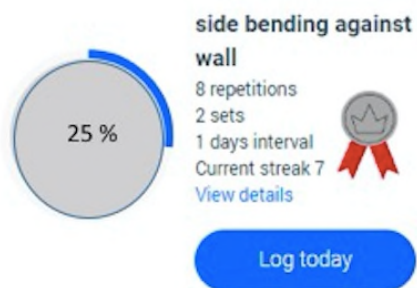 25 %
side bending against
wall
8 repetitions
2 sets
1 days interval
Current streak 7
View details
Log today